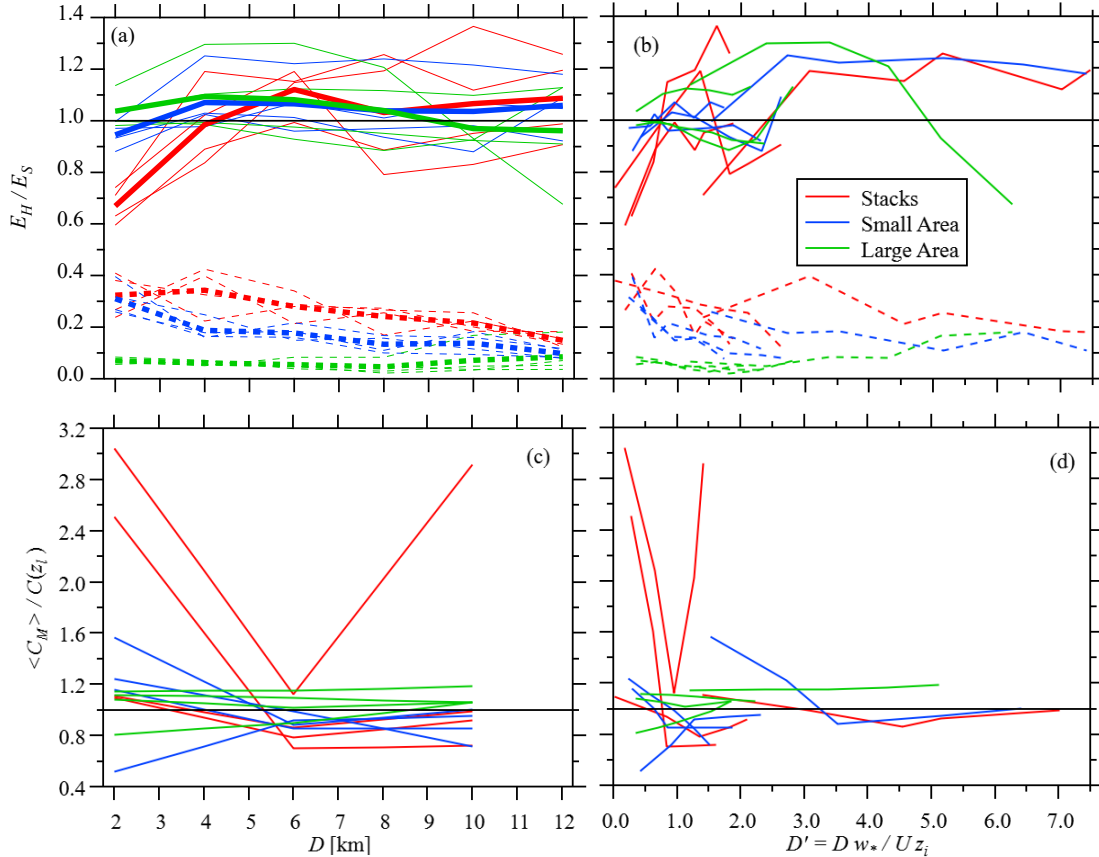 (a)
(b)
1.4
1.2
1.0
0.8
0.6
0.4
0.2
0.0
E_H / E_S
Stacks
Small Area
Large Area
(c)
(d)
3.2
2.8
2.4
2.0
1.6
1.2
0.8
0.4
<C_M> / C(z_l)
2 3 4 5 6 7 8 9 10 11 12
D [km]
0.0 1.0 2.0 3.0 4.0 5.0 6.0 7.0
D' = D w_* / U z_i